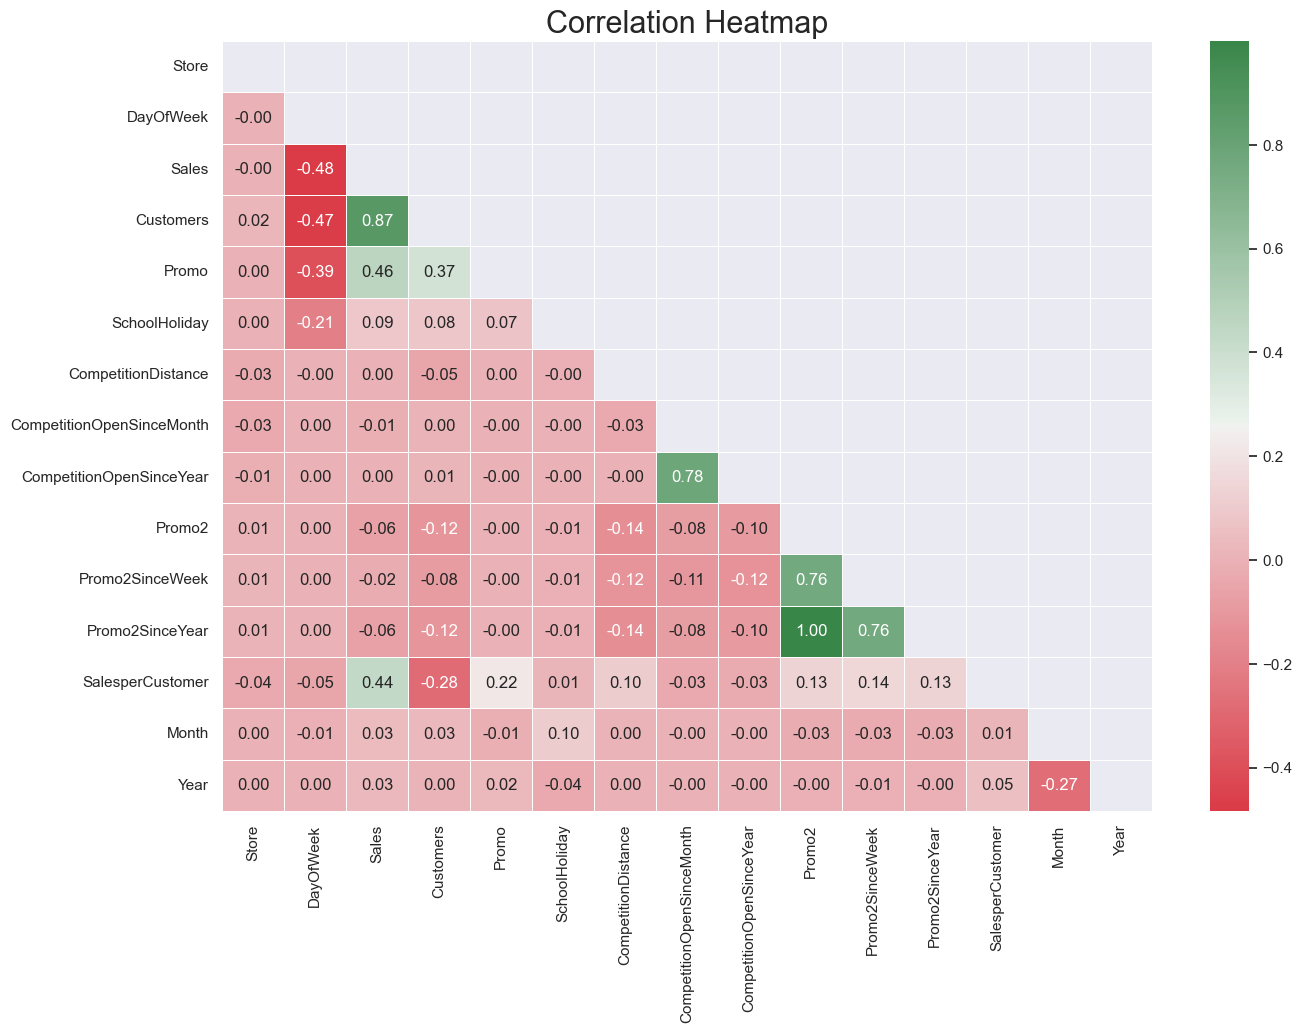 Correlation Heatmap
Store
DayOfWeek -0.00
Sales -0.00 -0.48
Customers 0.02 -0.47 0.87
Promo 0.00 -0.39 0.46 0.37
SchoolHoliday 0.00 -0.21 0.09 0.08 0.07
CompetitionDistance -0.03 -0.00 0.00 -0.05 0.00 -0.00
CompetitionOpenSinceMonth -0.03 0.00 -0.01 0.00 -0.00 -0.00 -0.03
CompetitionOpenSinceYear -0.01 0.00 0.00 0.01 -0.00 -0.00 -0.00 0.78
Promo2 0.01 0.00 -0.06 -0.12 -0.00 -0.01 -0.14 -0.08 -0.10
Promo2SinceWeek 0.01 0.00 -0.02 -0.08 -0.00 -0.01 -0.12 -0.11 -0.12 0.76
Promo2SinceYear 0.01 0.00 -0.06 -0.12 -0.00 -0.01 -0.14 -0.08 -0.10 1.00 0.76
SalesperCustomer -0.04 -0.05 0.44 -0.28 0.22 0.01 0.10 -0.03 -0.03 0.13 0.14 0.13
Month 0.00 -0.01 0.03 0.03 -0.01 0.10 0.00 -0.00 -0.00 -0.03 -0.03 -0.03 0.01
Year 0.00 0.00 0.03 0.00 0.02 -0.04 0.00 -0.00 -0.00 -0.00 -0.01 -0.00 0.05 -0.27
Store
DayOfWeek
Sales
Customers
Promo
SchoolHoliday
CompetitionDistance
CompetitionOpenSinceMonth
CompetitionOpenSinceYear
Promo2
Promo2SinceWeek
Promo2SinceYear
SalesperCustomer
Month
Year
0.8
0.6
0.4
0.2
0.0
−0.2
−0.4